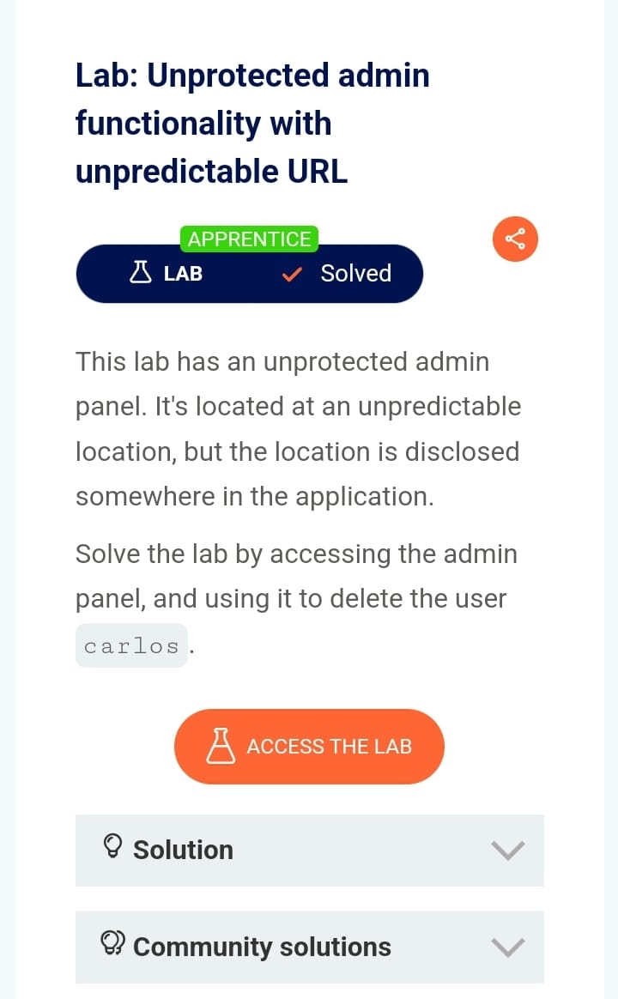 Lab: Unprotected admin
functionality with
unpredictable URL
APPRENTICE
LAB
Solved
This lab has an unprotected admin
panel. It's located at an unpredictable
location, but the location is disclosed
somewhere in the application.
Solve the lab by accessing the admin
panel, and using it to delete the user
carlos.
ACCESS THE LAB
Solution
Community solutions